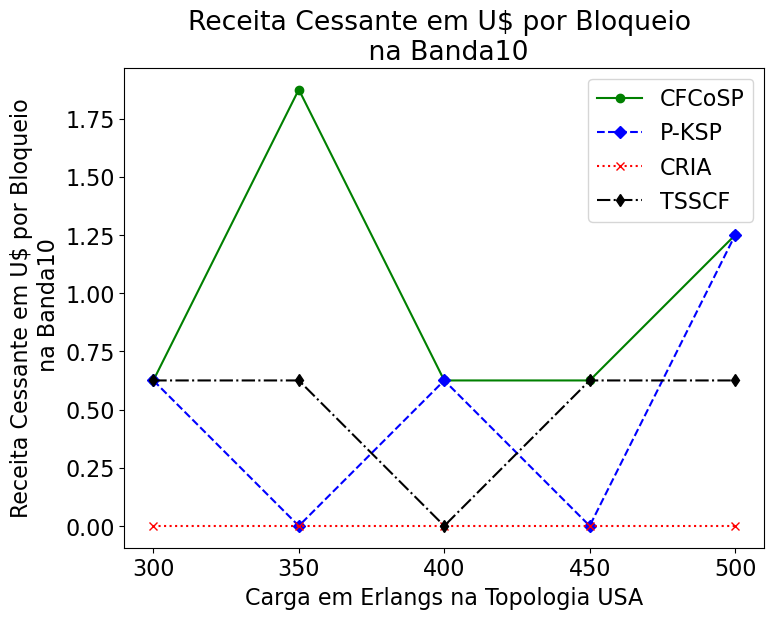 Receita Cessante em U$ por Bloqueio
na Banda10
Receita Cessante em U$ por Bloqueio
na Banda10
1.75
1.50
1.25
1.00
0.75
0.50
0.25
0.00
CFCoSP
P-KSP
CRIA
TSSCF
300 350 400 450 500
Carga em Erlangs na Topologia USA